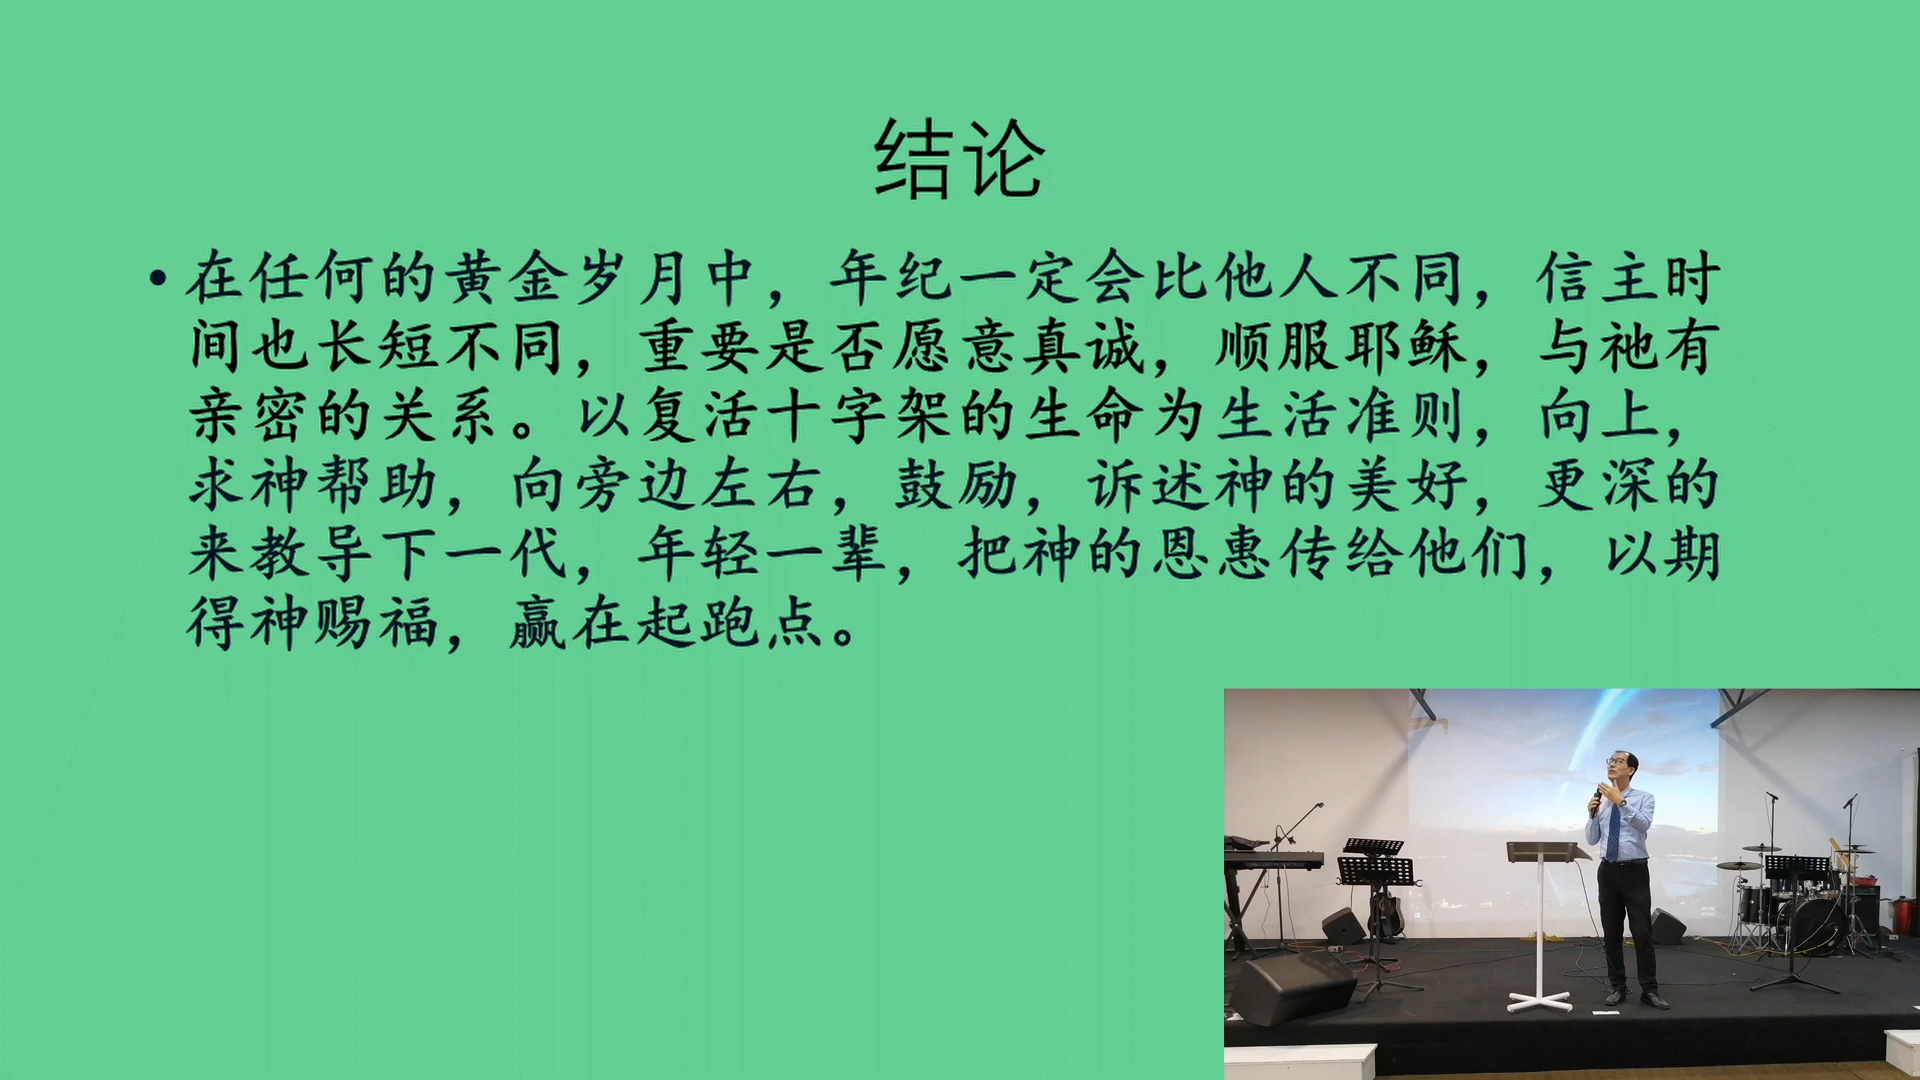 结论
• 在任何的黄金岁月中，年纪一定会比他人不同，信主时
间也长短不同，重要是否愿意真诚，顺服耶稣，与祂有
亲密的关系。以复活十字架的生命为生活准则，向上，
求神帮助，向旁边左右，鼓励，诉述神的美好，更深的
来教导下一代，年轻一辈，把神的恩惠传给他们，以期
得神赐福，赢在起跑点。